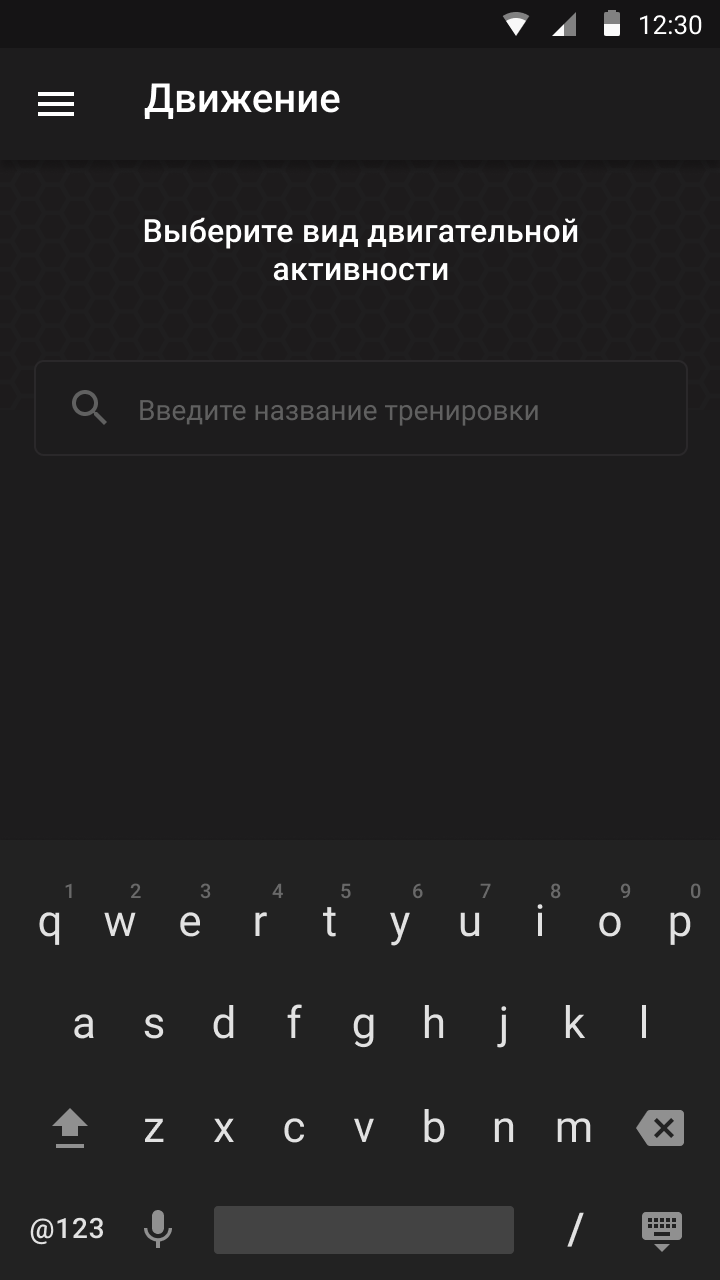 12:30
Движение
Выберите вид двигательной
активности
Введите название тренировки
1 2 3 4 5 6 7 8 9 0
q w e r t y u i o p
a s d f g h j k l
z x c v b n m
@123 /